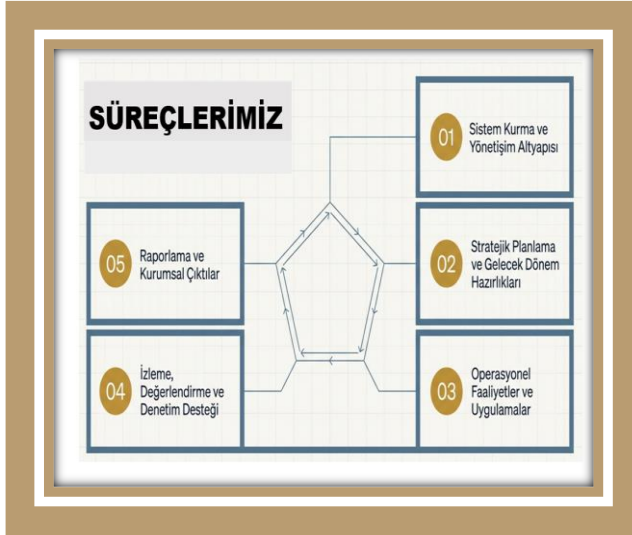 SÜREÇLERİMİZ
01
Sistem Kurma ve
Yönetişim Altyapısı
02
Stratejik Planlama
ve Gelecek Dönem
Hazırlıkları
03
Operasyonel
Faaliyetler ve
Uygulamalar
04
İzleme,
Değerlendirme ve
Denetim Desteği
05
Raporlama ve
Kurumsal Çıktılar